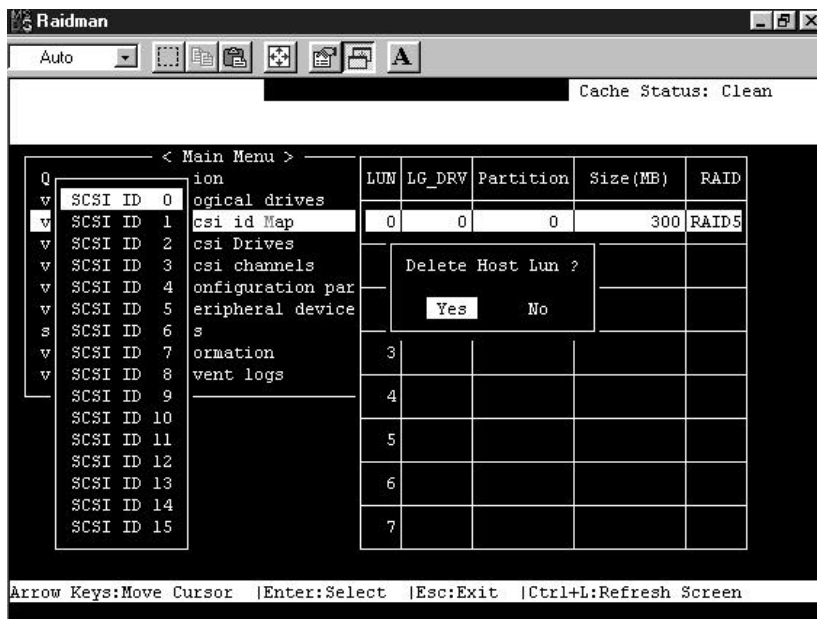 Raidman
Auto
A
Cache Status: Clean
< Main Menu >
Q ion
v ogical drives
v csi id Map
v csi Drives
v csi channels
v onfiguration par
v eripheral device
s s
v ormation
v vent logs
SCSI ID 0
SCSI ID 1
SCSI ID 2
SCSI ID 3
SCSI ID 4
SCSI ID 5
SCSI ID 6
SCSI ID 7
SCSI ID 8
SCSI ID 9
SCSI ID 10
SCSI ID 11
SCSI ID 12
SCSI ID 13
SCSI ID 14
SCSI ID 15
LUN LG_DRV Partition Size(MB) RAID
0 0 0 300 RAID5
Delete Host Lun ?
Yes No
3
4
5
6
7
Arrow Keys:Move Cursor |Enter:Select |Esc:Exit |Ctrl+L:Refresh Screen